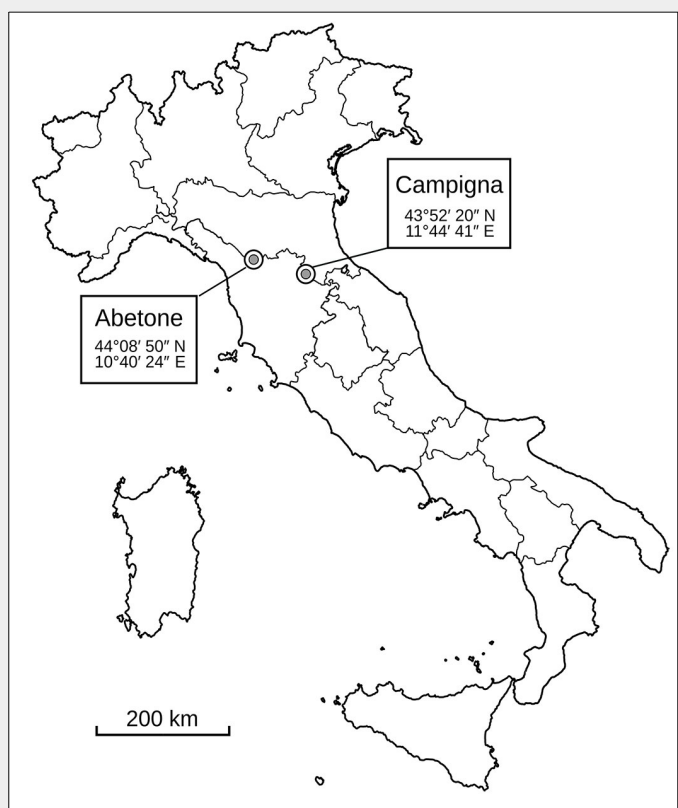 Campigna
43°52′ 20″ N
11°44′ 41″ E
Abetone
44°08′ 50″ N
10°40′ 24″ E
200 km